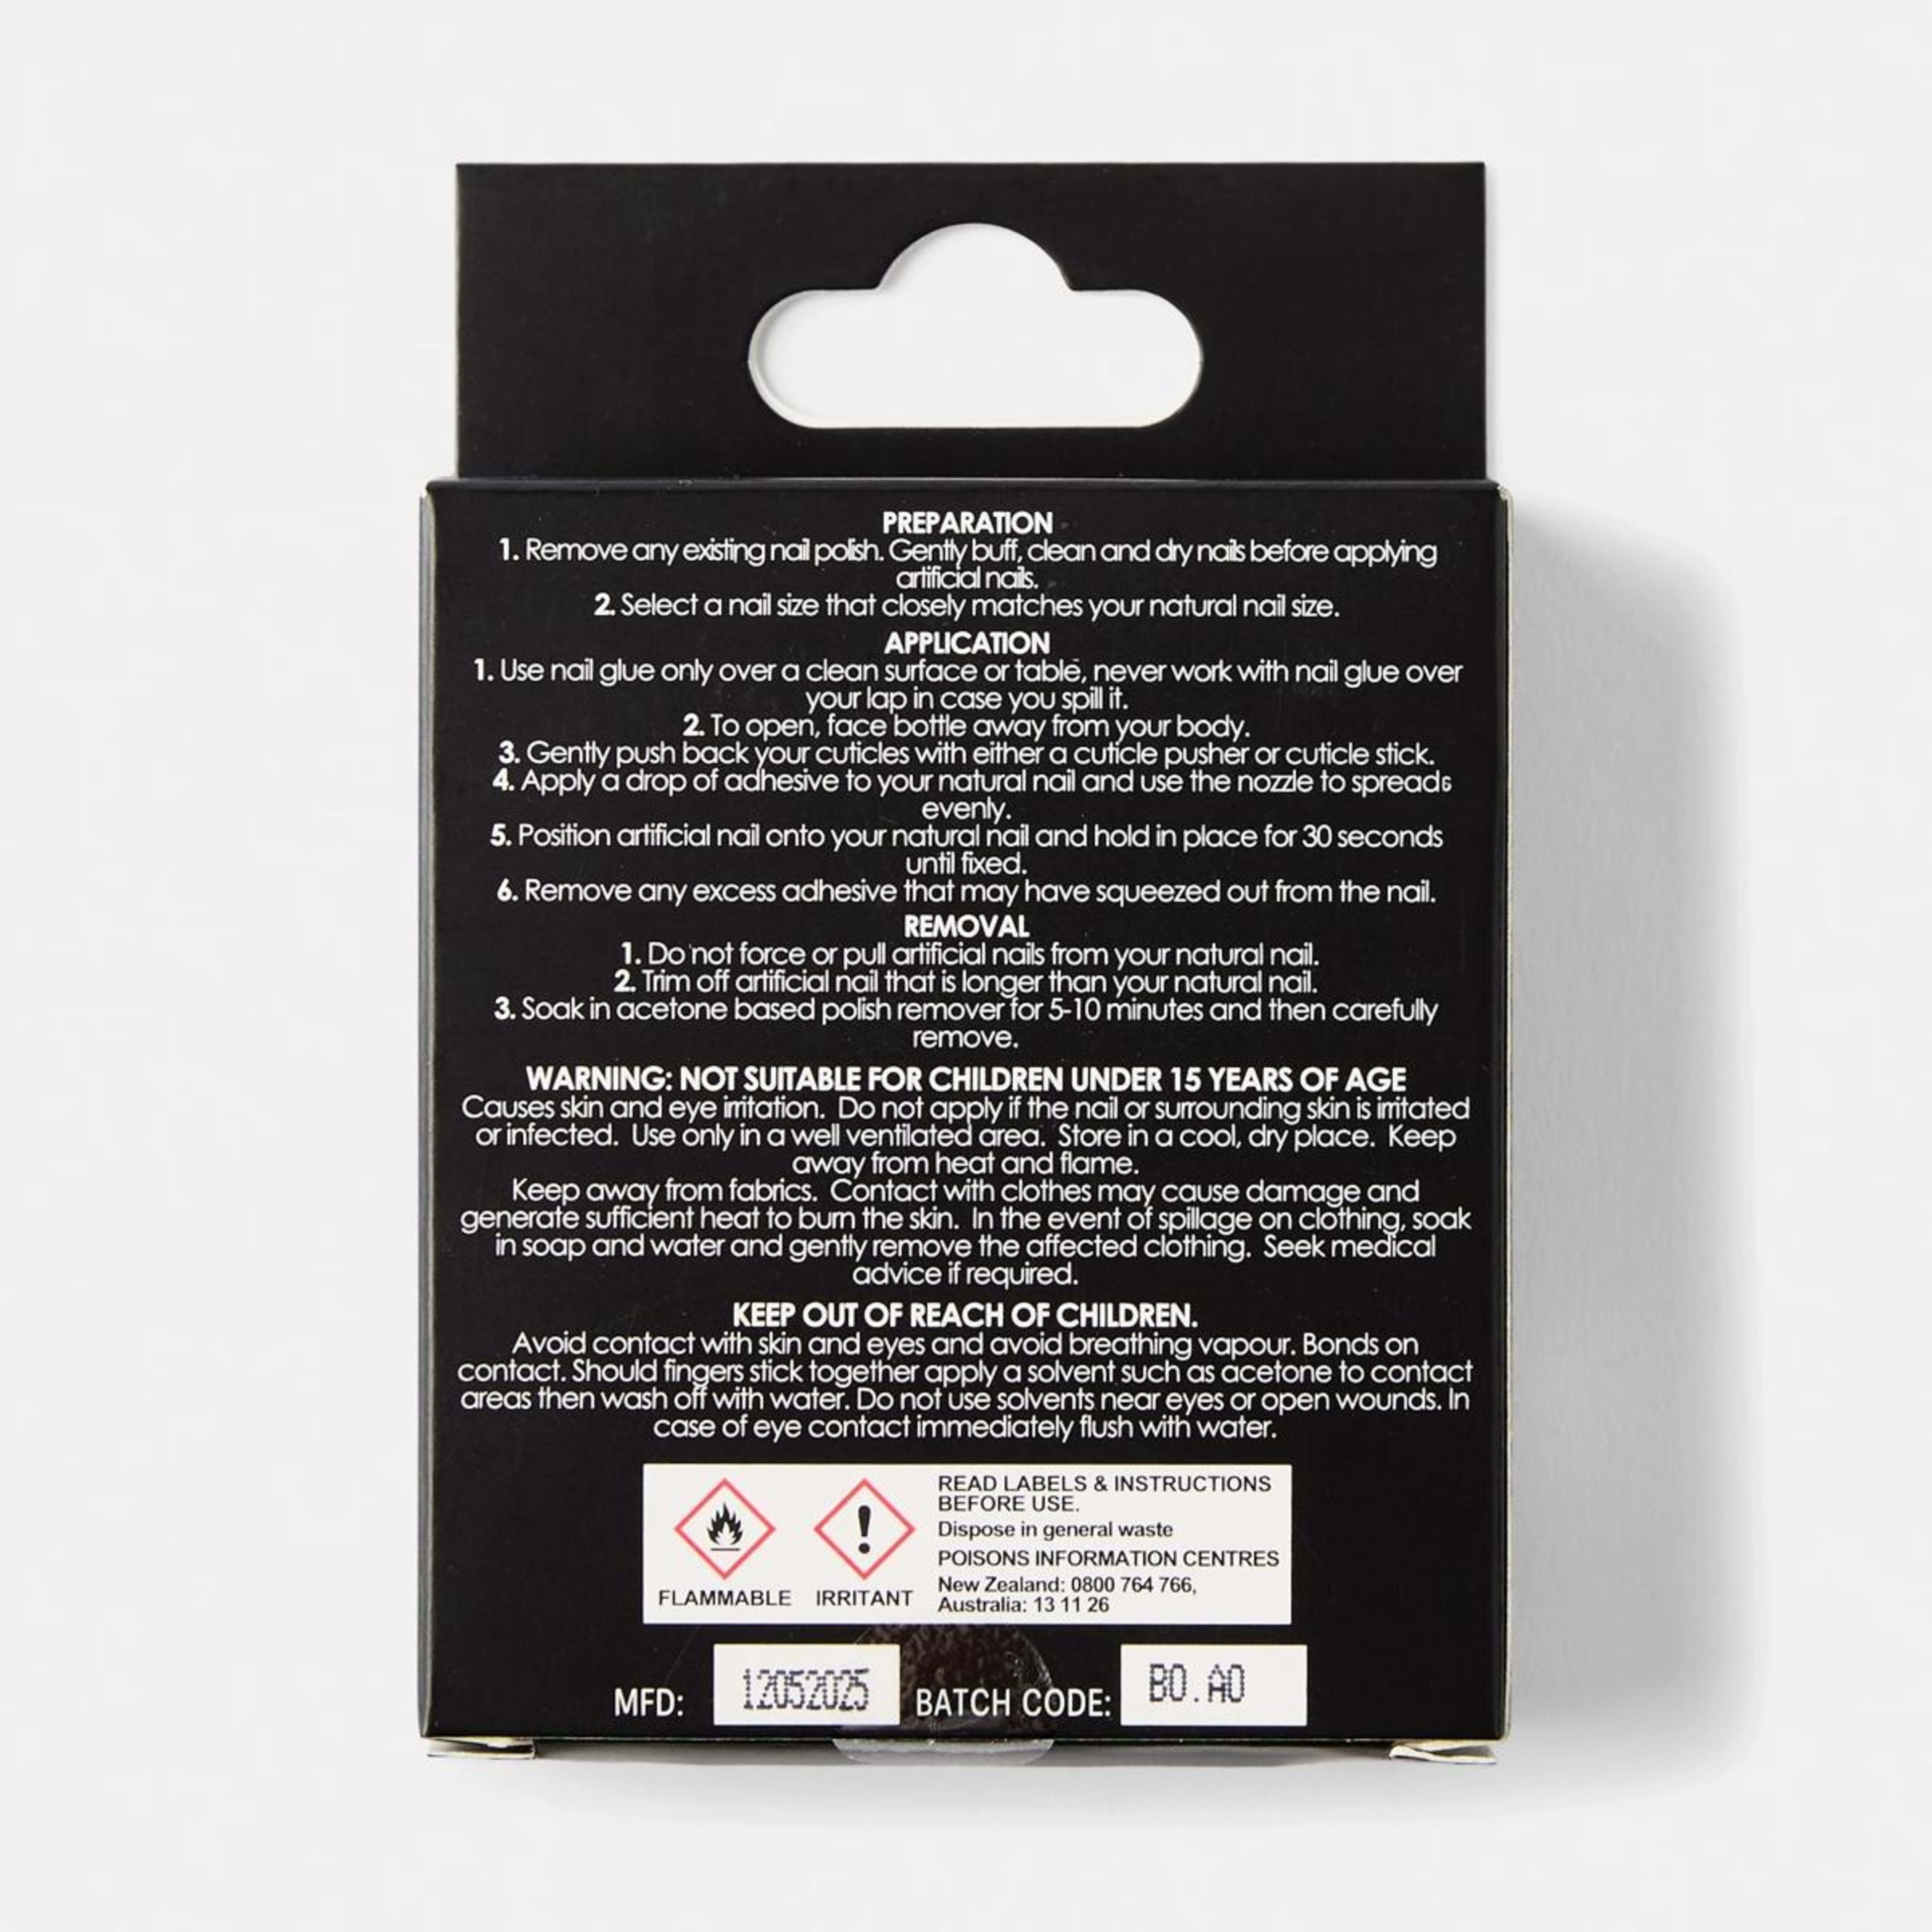 PREPARATION
1. Remove any existing nail polish. Gently buff, clean and dry nails before applying
artificial nails.
2. Select a nail size that closely matches your natural nail size.
APPLICATION
1. Use nail glue only over a clean surface or table, never work with nail glue over
your lap in case you spill it.
2. To open, face bottle away from your body.
3. Gently push back your cuticles with either a cuticle pusher or cuticle stick.
4. Apply a drop of adhesive to your natural nail and use the nozzle to spreads
evenly.
5. Position artificial nail onto your natural nail and hold in place for 30 seconds
until fixed.
6. Remove any excess adhesive that may have squeezed out from the nail.
REMOVAL
1. Do not force or pull artificial nails from your natural nail.
2. Trim off artificial nail that is longer than your natural nail.
3. Soak in acetone based polish remover for 5-10 minutes and then carefully
remove.
WARNING: NOT SUITABLE FOR CHILDREN UNDER 15 YEARS OF AGE
Causes skin and eye irritation. Do not apply if the nail or surrounding skin is irritated
or infected. Use only in a well ventilated area. Store in a cool, dry place. Keep
away from heat and flame.
Keep away from fabrics. Contact with clothes may cause damage and
generate sufficient heat to burn the skin. In the event of spillage on clothing, soak
in soap and water and gently remove the affected clothing. Seek medical
advice if required.
KEEP OUT OF REACH OF CHILDREN.
Avoid contact with skin and eyes and avoid breathing vapour. Bonds on
contact. Should fingers stick together apply a solvent such as acetone to contact
areas then wash off with water. Do not use solvents near eyes or open wounds. In
case of eye contact immediately flush with water.
FLAMMABLE IRRITANT
READ LABELS & INSTRUCTIONS
BEFORE USE.
Dispose in general waste
POISONS INFORMATION CENTRES
New Zealand: 0800 764 766,
Australia: 13 11 26
MFD: 12052025 BATCH CODE: BO.AO